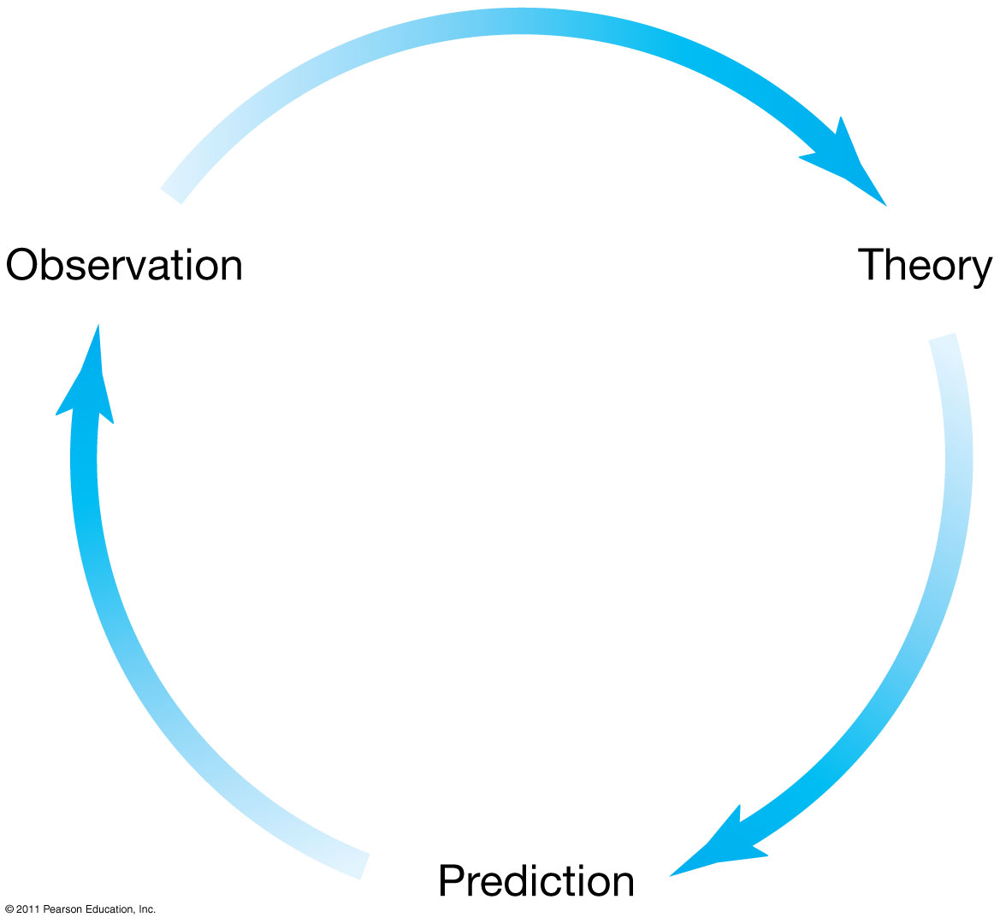 Observation
Theory
Prediction
© 2011 Pearson Education, Inc.